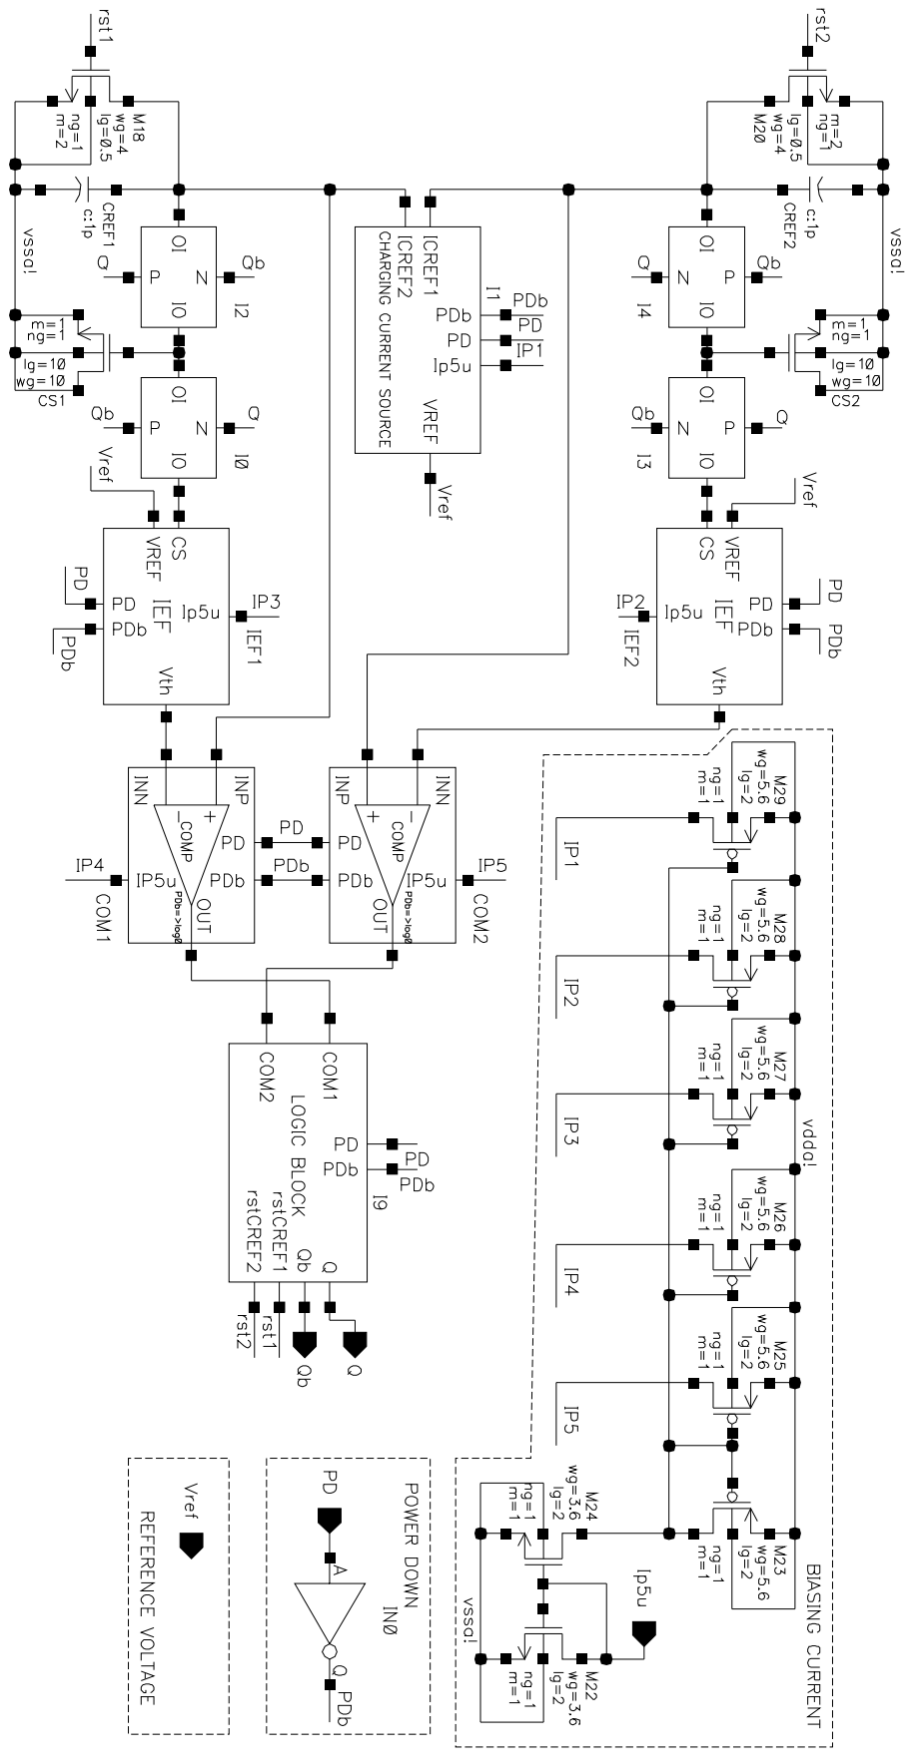 vssa!
m=2
ng=1
lg=0.5
wg=4
M20
rst2
c:1p
CREF2
m=1
ng=1
lg=10
wg=10
CS2
Qb
P
OI
IO
N
Q
I4
Q
P
OI
IO
N
Qb
I3
Vref
PD
PDb
PD
PDb
VREF
IEF
Vth
CS
Ip5u
IP2
IEF2
BIASING CURRENT
vdda!
M29
wg=5.6
lg=2
ng=1
m=1
IP1
M28
wg=5.6
lg=2
ng=1
m=1
IP2
M27
wg=5.6
lg=2
ng=1
m=1
IP3
M26
wg=5.6
lg=2
ng=1
m=1
IP4
M25
wg=5.6
lg=2
ng=1
m=1
IP5
M23
wg=5.6
lg=2
ng=1
m=1
M24
wg=3.6
lg=2
ng=1
m=1
Ip5u
M22
wg=3.6
lg=2
ng=1
m=1
vssa!
I1
PDb
PD
IP1
PDb
PD
Ip5u
ICREF1
ICREF2
VREF
Vref
CHARGING CURRENT SOURCE
IP5
COM2
IP5u
INN
INP
-
+
COMP
OUT
PDb=>log0
PD
PDb
PD
PDb
PD
PDb
INP
INN
+
-
COMP
OUT
PDb=>log0
IP5u
IP4
COM1
PD
PDb
I9
PD
PDb
COM1
COM2
LOGIC BLOCK
Q
Qb
rstCREF1
rstCREF2
Q
Qb
rst1
rst2
POWER DOWN
IN0
PD
A
Q
PDb
Vref
REFERENCE VOLTAGE
rst1
M18
wg=4
lg=0.5
ng=1
m=2
CREF1
c:1p
vssa!
Qb
I2
N
OI
IO
P
Q
m=1
ng=1
lg=10
wg=10
CS1
Q
I0
N
OI
IO
P
Qb
Vref
IP3
IEF1
Ip5u
CS
VREF
IEF
Vth
PD
PDb
PD
PDb